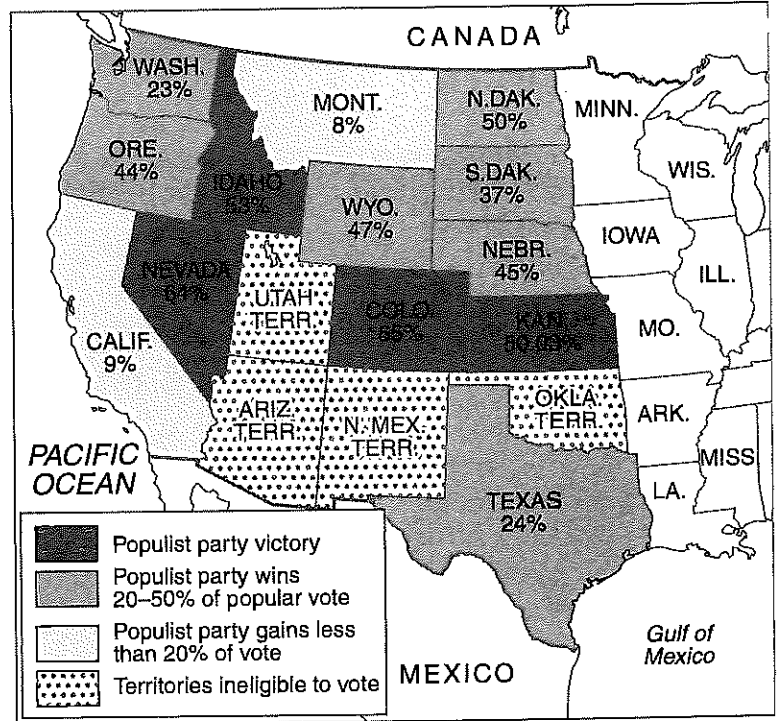 CANADA
WASH.
23%
MONT.
8%
N.DAK.
50%
MINN.
ORE.
44%
IDAHO
S.DAK.
37%
WIS.
WYO.
47%
NEBR.
45%
IOWA
NEVADA
UTAH
TERR.
COLO.
KAN.
ILL.
MO.
CALIF.
9%
ARIZ.
TERR.
N. MEX.
TERR.
OKLA.
TERR.
ARK.
MISS
LA.
PACIFIC
OCEAN
TEXAS
24%
Populist party victory
Populist party wins
20–50% of popular vote
Populist party gains less
than 20% of vote
Territories ineligible to vote
MEXICO
Gulf of
Mexico